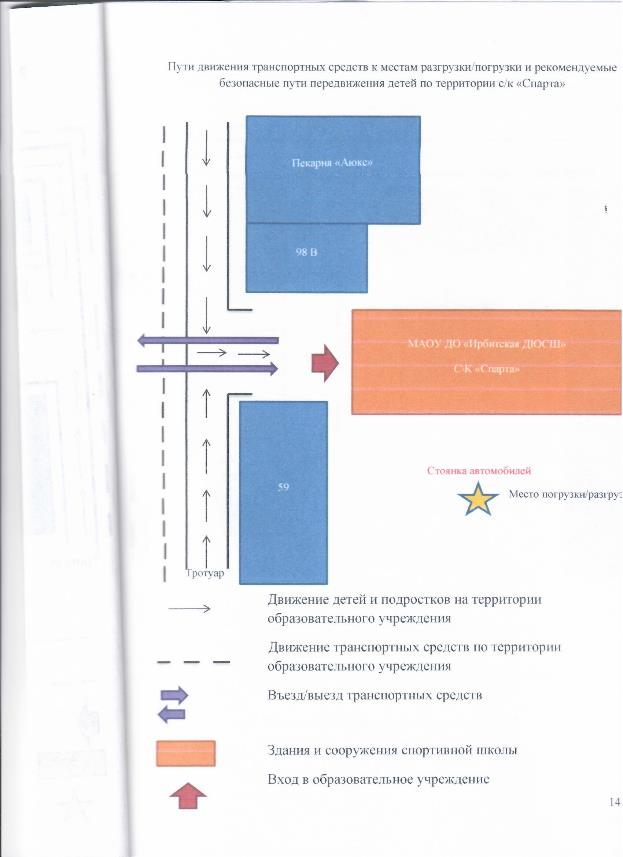 Пути движения транспортных средств к местам разгрузки/погрузки и рекомендуемые
безопасные пути передвижения детей по территории с/к «Спарта»
Пекарня «Аюкс»
98 В
МАОУ ДО «Ирбитская ДЮСШ»
С\К «Спарта»
59
Стоянка автомобилей
Место погрузки/разгруз
Тротуар
Движение детей и подростков на территории
образовательного учреждения
Движение транспортных средств по территории
образовательного учреждения
Въезд/выезд транспортных средств
Здания и сооружения спортивной школы
Вход в образовательное учреждение
14